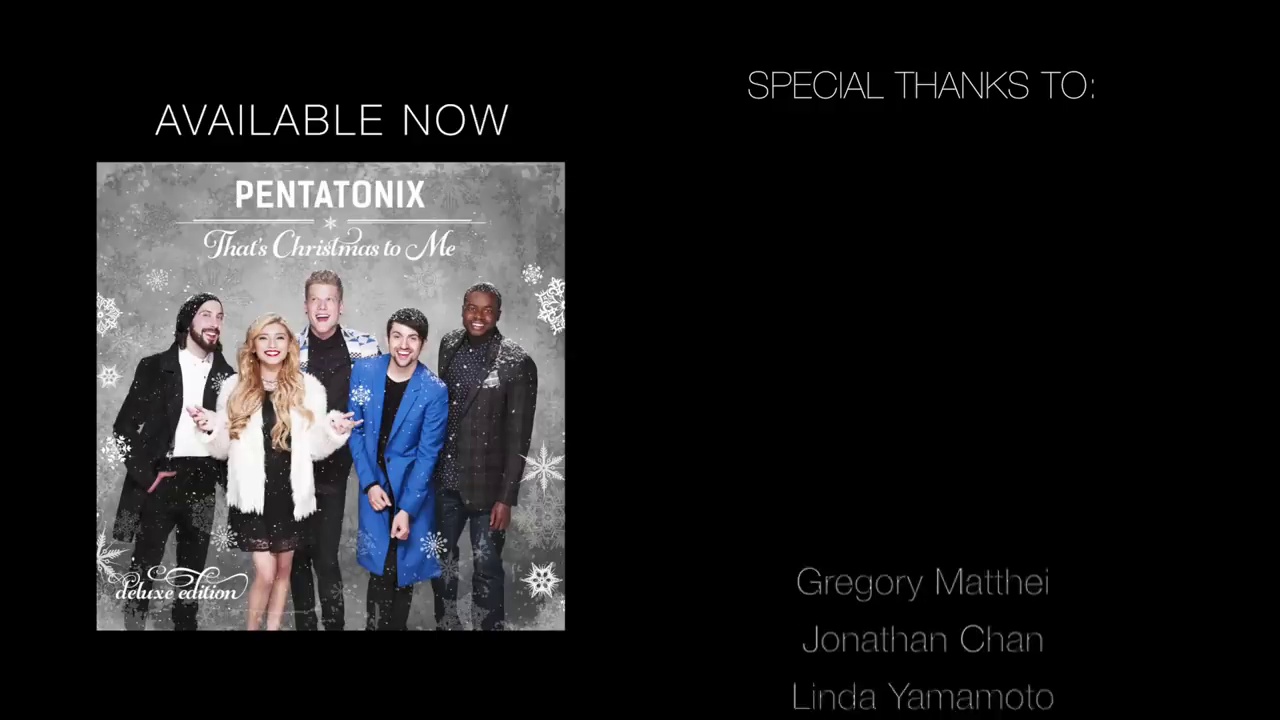 AVAILABLE NOW
PENTATONIX
That's Christmas to Me
deluxe edition
SPECIAL THANKS TO:
Gregory Matthei
Jonathan Chan
Linda Yamamoto